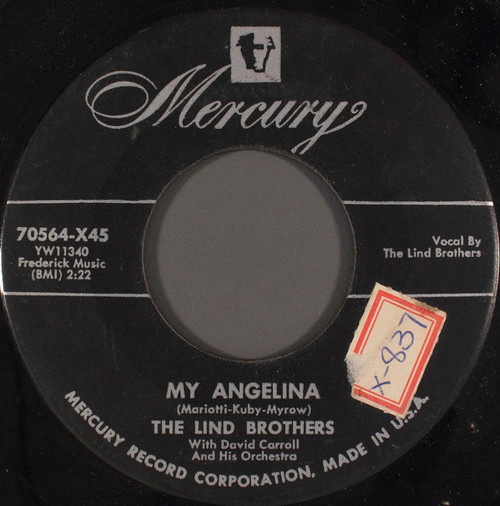 Mercury
70564-X45
YW11340
Frederick Music
(BMI) 2:22
Vocal By
The Lind Brothers
X-837
MY ANGELINA
(Mariotti-Kuby-Myrow)
THE LIND BROTHERS
With David Carroll
And His Orchestra
MERCURY RECORD CORPORATION, MADE IN U.S.A.